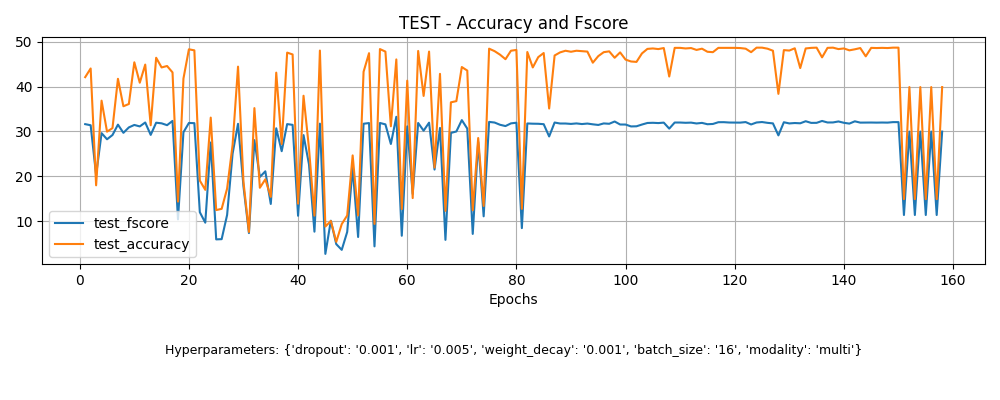 TEST - Accuracy and Fscore
50
40
30
20
10
test_fscore
test_accuracy
0 20 40 60 80 100 120 140 160
Epochs
Hyperparameters: {'dropout': '0.001', 'lr': '0.005', 'weight_decay': '0.001', 'batch_size': '16', 'modality': 'multi'}